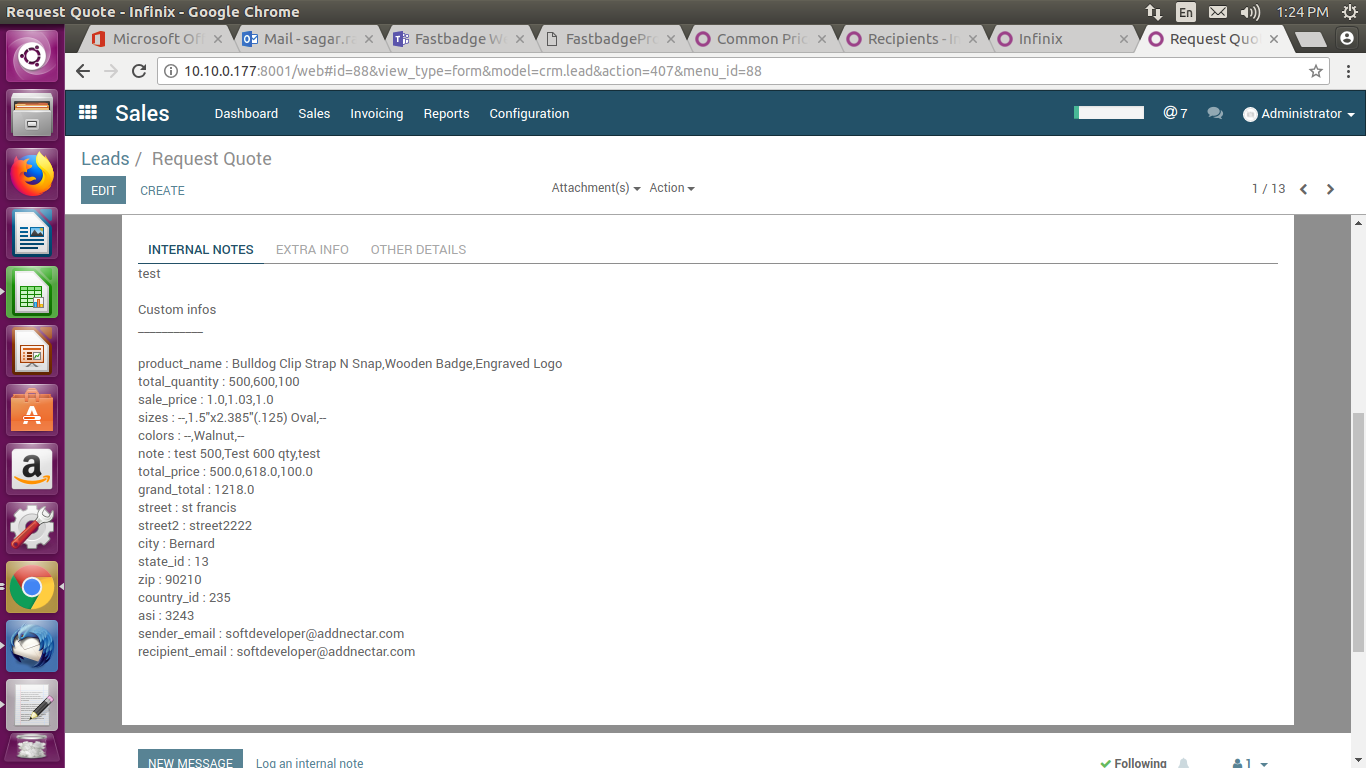 Request Quote - Infinix - Google Chrome
En
1:24 PM
Microsoft Of
Mail - sagar.ra
Fastbadge W
FastbadgePro
Common Pric
Recipients - In
Infinix
Request Quo
10.10.0.177:8001/web#id=88&view_type=form&model=crm.lead&action=407&menu_id=88
Sales
Dashboard
Sales
Invoicing
Reports
Configuration
@7
Administrator
Leads / Request Quote
EDIT
CREATE
Attachment(s)
Action
1 / 13
INTERNAL NOTES
EXTRA INFO
OTHER DETAILS
test
Custom infos
___________
product_name : Bulldog Clip Strap N Snap,Wooden Badge,Engraved Logo
total_quantity : 500,600,100
sale_price : 1.0,1.03,1.0
sizes : --,1.5"x2.385"(.125) Oval,--
colors : --,Walnut,--
note : test 500,Test 600 qty,test
total_price : 500.0,618.0,100.0
grand_total : 1218.0
street : st francis
street2 : street2222
city : Bernard
state_id : 13
zip : 90210
country_id : 235
asi : 3243
sender_email : softdeveloper@addnectar.com
recipient_email : softdeveloper@addnectar.com
NEW MESSAGE
Log an internal note
Following
1